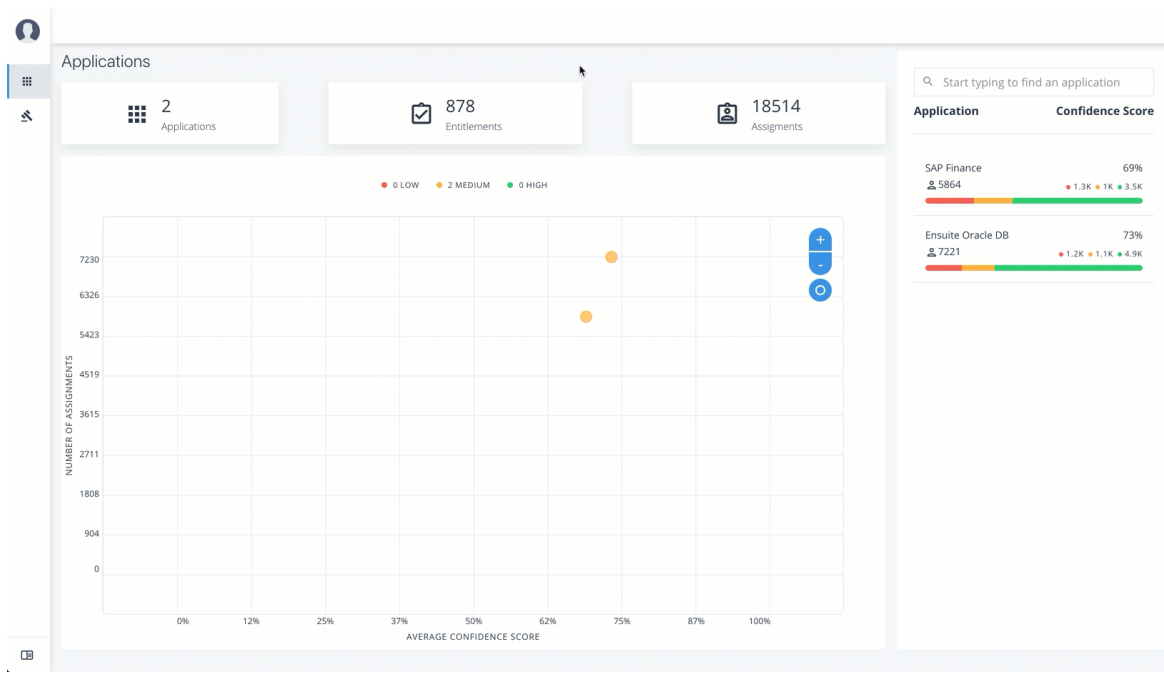 Applications
2
Applications
878
Entitlements
18514
Assigments
0 LOW 2 MEDIUM 0 HIGH
+
-
7230
6326
5423
4519
3615
2711
1808
904
0
NUMBER OF ASSIGNMENTS
0% 12% 25% 37% 50% 62% 75% 87% 100%
AVERAGE CONFIDENCE SCORE
Start typing to find an application
Application Confidence Score
SAP Finance 69%
5864 1.3K 1K 3.5K
Ensuite Oracle DB 73%
7221 1.2K 1.1K 4.9K